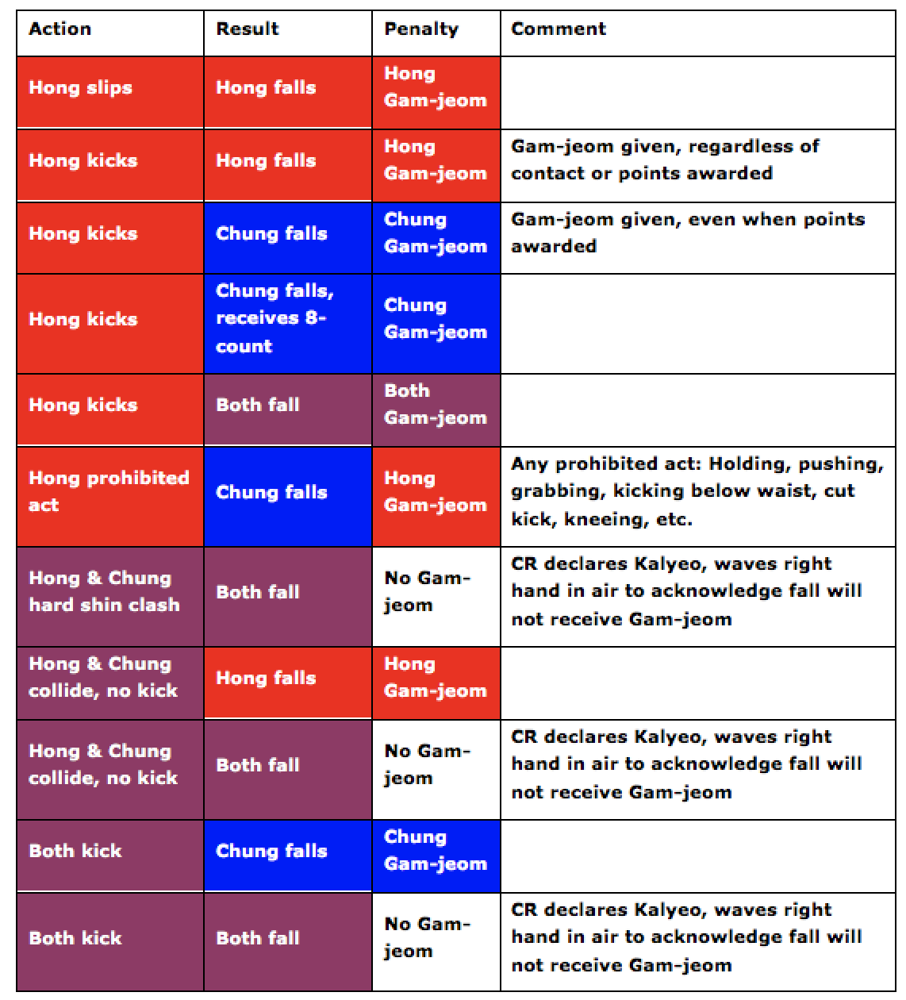 Action Result Penalty Comment
Hong slips Hong falls Hong
Gam-jeom
Hong kicks Hong falls Hong
Gam-jeom Gam-jeom given, regardless of
contact or points awarded
Hong kicks Chung falls Chung
Gam-jeom Gam-jeom given, even when points
awarded
Hong kicks Chung falls,
receives 8-
count Chung
Gam-jeom
Hong kicks Both fall Both
Gam-jeom
Hong prohibited
act Chung falls Hong
Gam-jeom Any prohibited act: Holding, pushing,
grabbing, kicking below waist, cut
kick, kneeing, etc.
Hong & Chung
hard shin clash Both fall No Gam-
jeom CR declares Kalyeo, waves right
hand in air to acknowledge fall will
not receive Gam-jeom
Hong & Chung
collide, no kick Hong falls Hong
Gam-jeom
Hong & Chung
collide, no kick Both fall No Gam-
jeom CR declares Kalyeo, waves right
hand in air to acknowledge fall will
not receive Gam-jeom
Both kick Chung falls Chung
Gam-jeom
Both kick Both fall No Gam-
jeom CR declares Kalyeo, waves right
hand in air to acknowledge fall will
not receive Gam-jeom